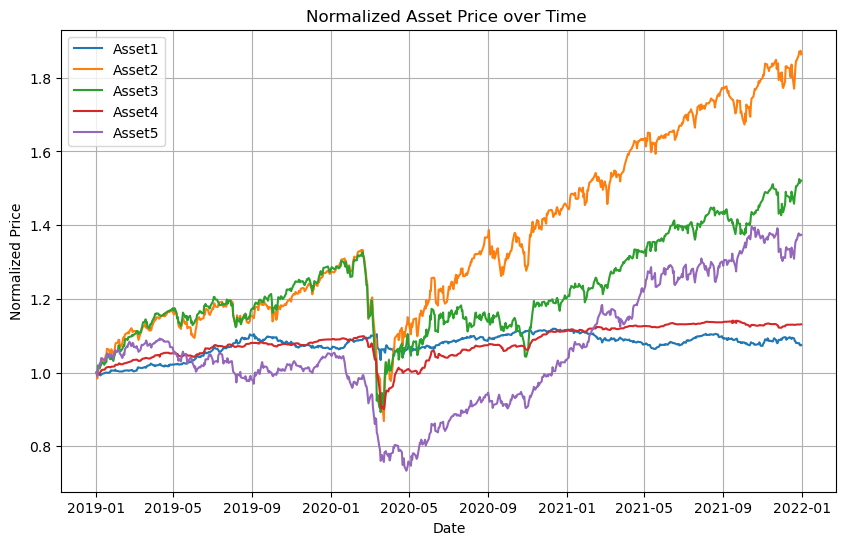 Normalized Asset Price over Time
Asset1
Asset2
Asset3
Asset4
Asset5
Normalized Price
1.8
1.6
1.4
1.2
1.0
0.8
2019-01 2019-05 2019-09 2020-01 2020-05 2020-09 2021-01 2021-05 2021-09 2022-01
Date